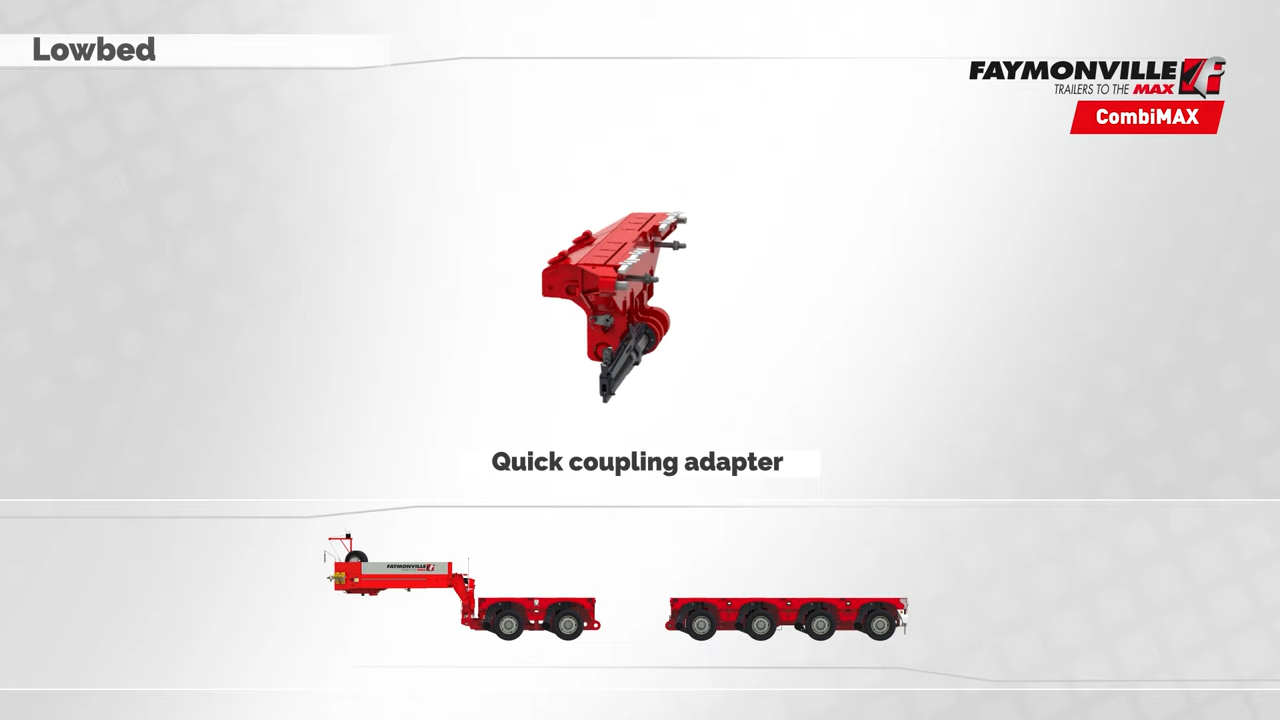 Lowbed
FAYMONVILLE
TRAILERS TO THE MAX
CombiMAX
Quick coupling adapter
FAYMONVILLE